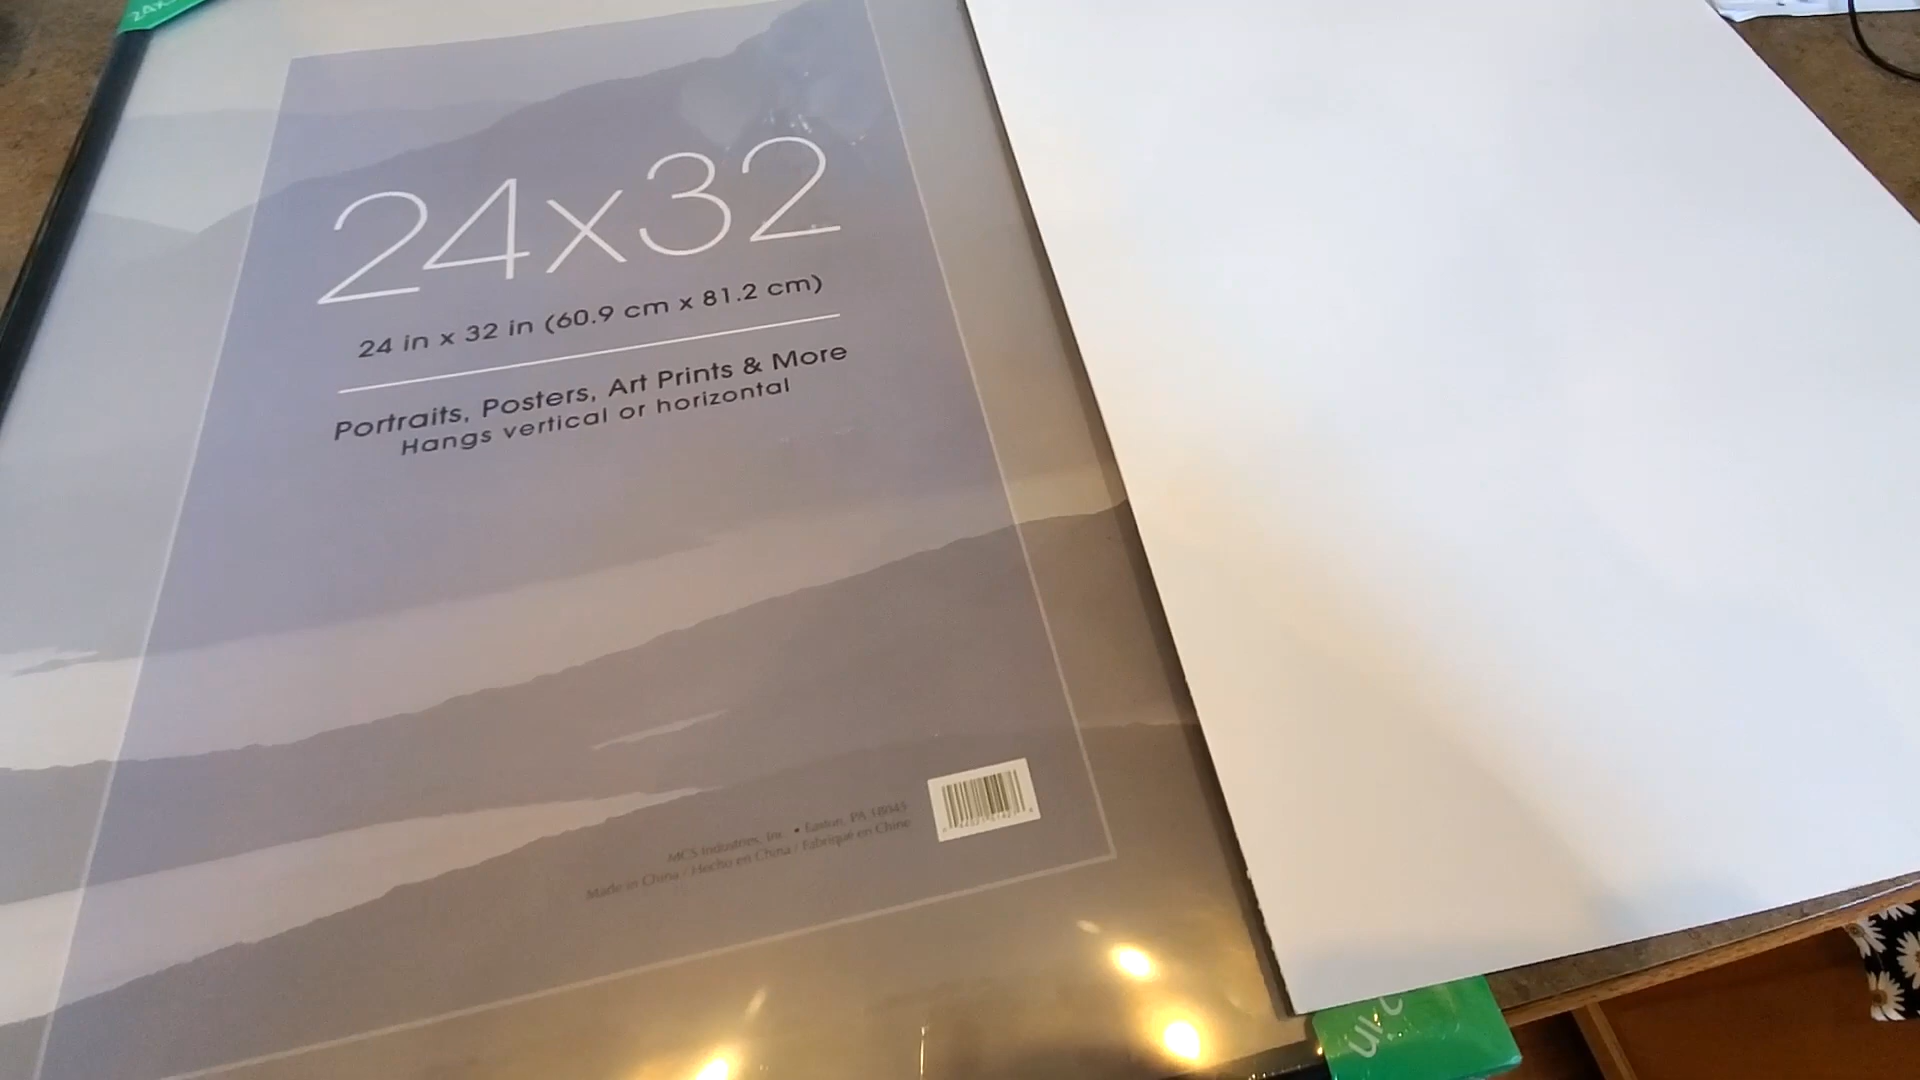 24x32
24 in x 32 in (60.9 cm x 81.2 cm)
Portraits, Posters, Art Prints & More
Hangs vertical or horizontal
MCS Industries, Inc. • Easton, PA 18045
Made in China / Hecho en China / Fabriqué en Chine